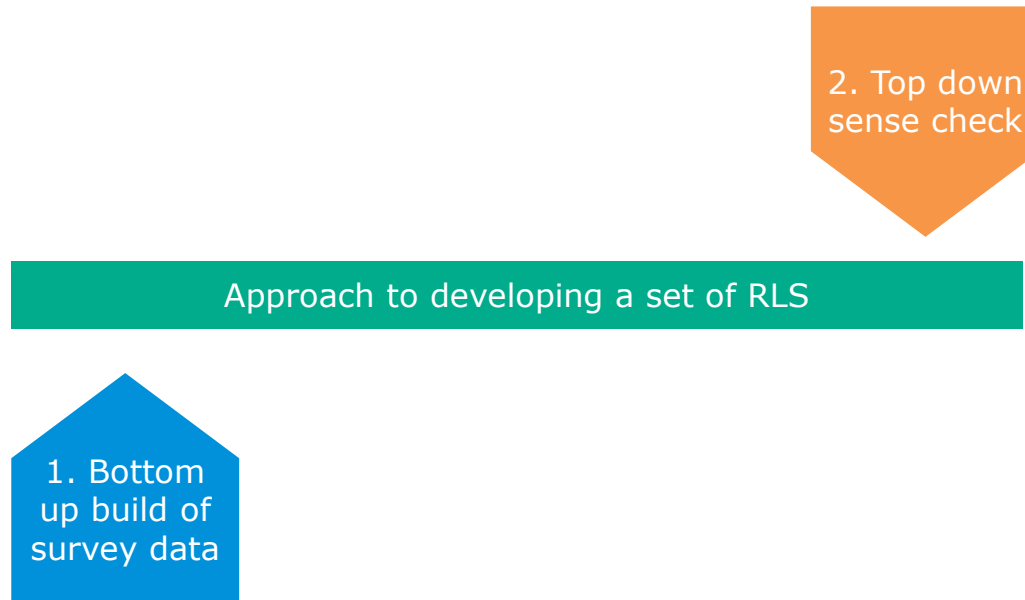 2. Top down
sense check
Approach to developing a set of RLS
1. Bottom
up build of
survey data